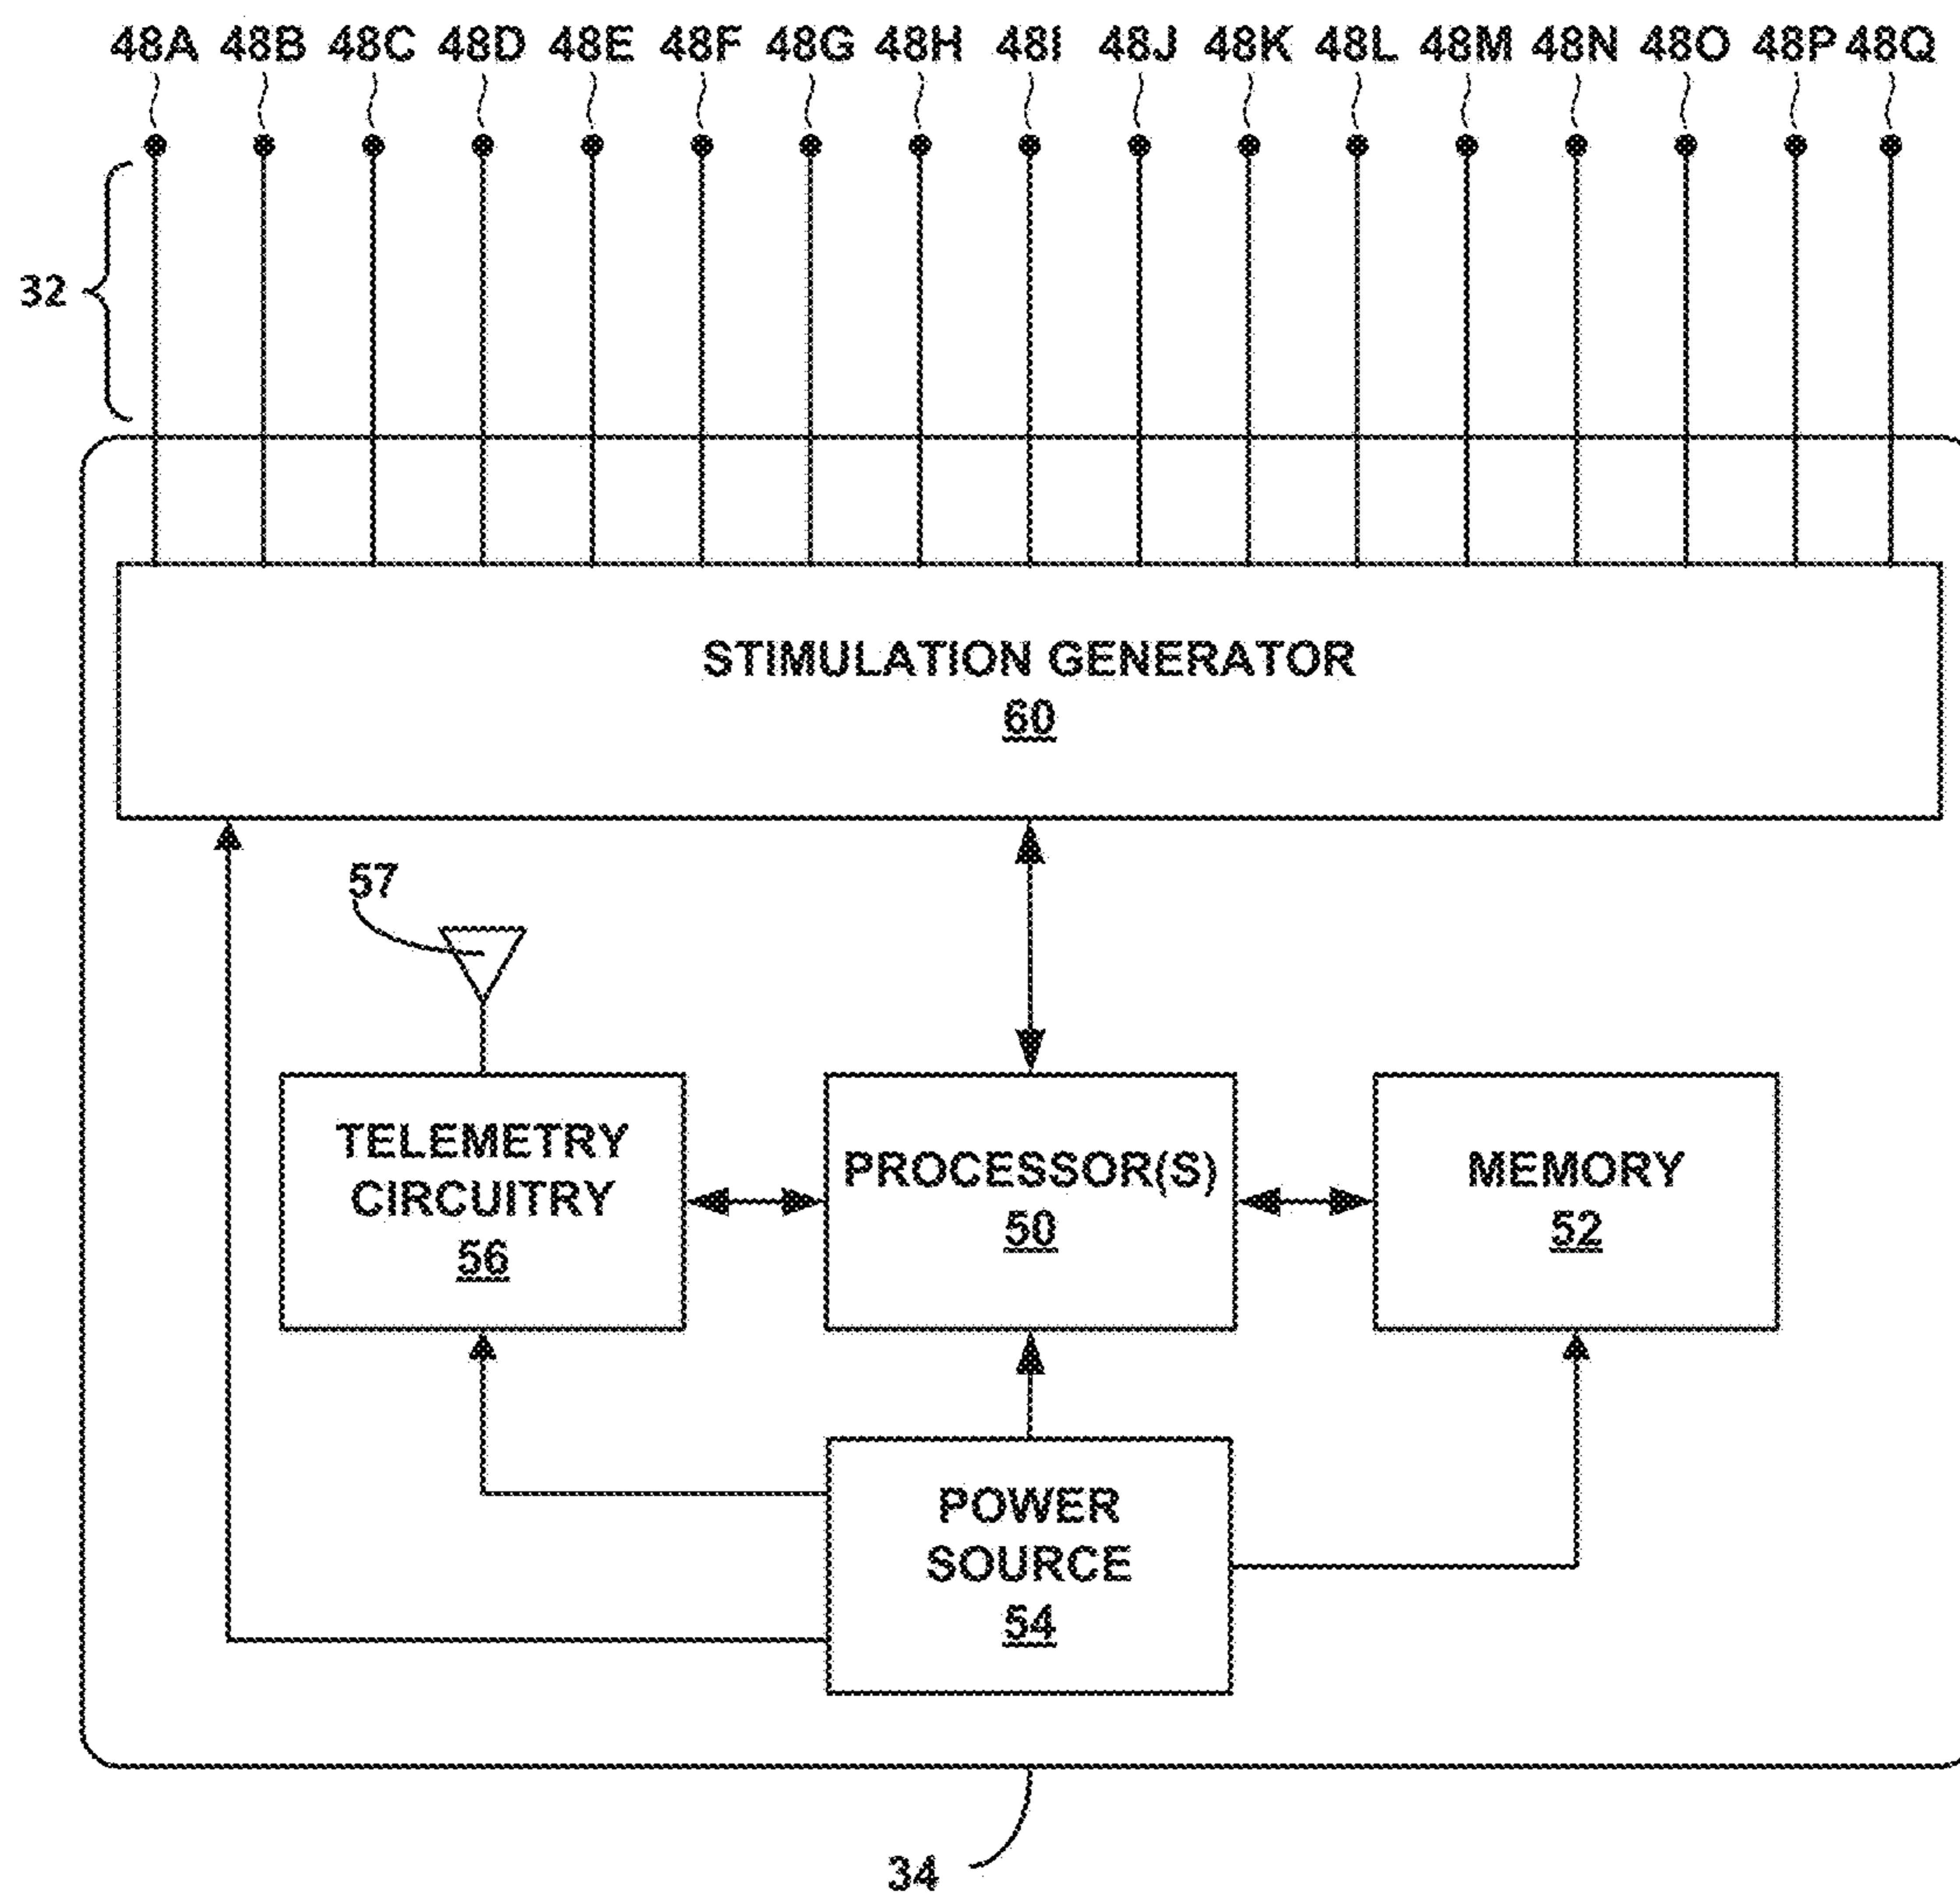 48A 48B 48C 48D 48E 48F 48G 48H 48I 48J 48K 48L 48M 48N 48O 48P 48Q
32
STIMULATION GENERATOR
60
57
TELEMETRY
CIRCUITRY
56
PROCESSOR(S)
50
MEMORY
52
POWER
SOURCE
54
34